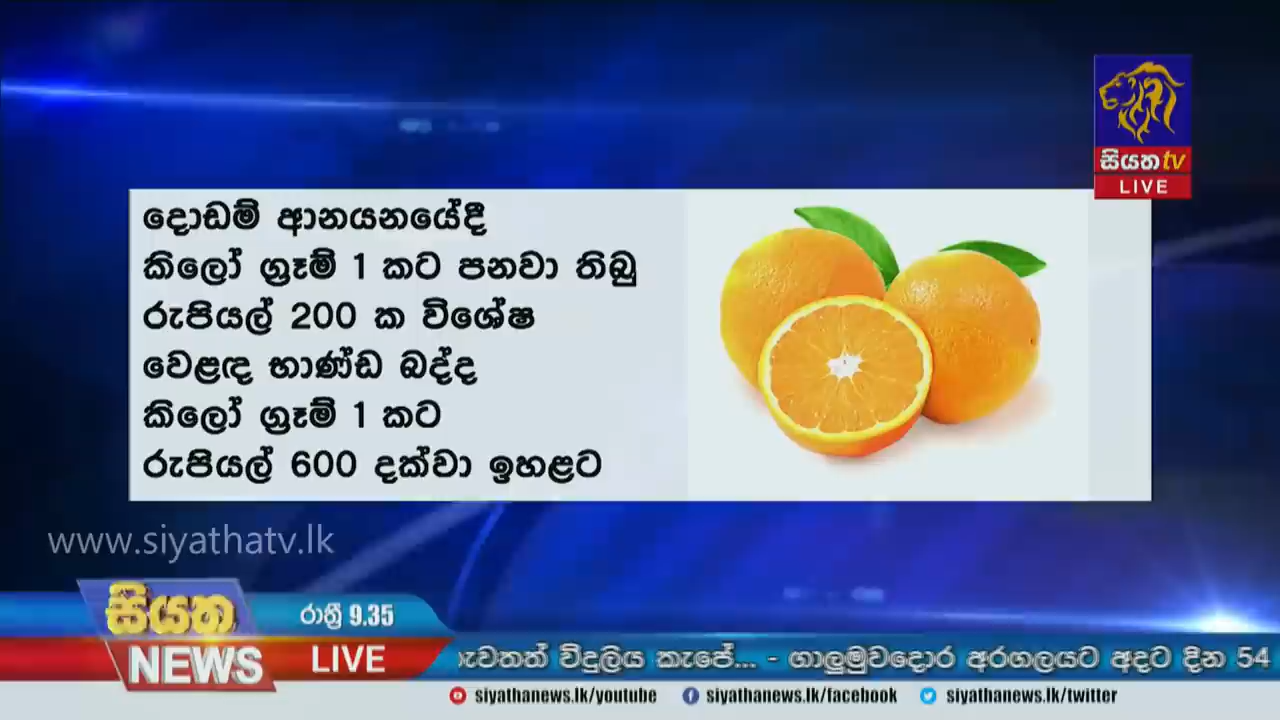 සියත tv
LIVE
දොඩම් ආනයනයේදී
කිලෝ ග්‍රෑම් 1 කට පනවා තිබු
රුපියල් 200 ක විශේෂ
වෙළඳ භාණ්ඩ බද්ද
කිලෝ ග්‍රෑම් 1 කට
රුපියල් 600 දක්වා ඉහළට
www.siyathatv.lk
සියත
NEWS
රාත්‍රී 9.35
LIVE
විදුලිය කැපේ... - ගාලුමුවදොර අරගලයට අදට දින 54
siyathanews.lk/youtube
siyathanews.lk/facebook
siyathanews.lk/twitter